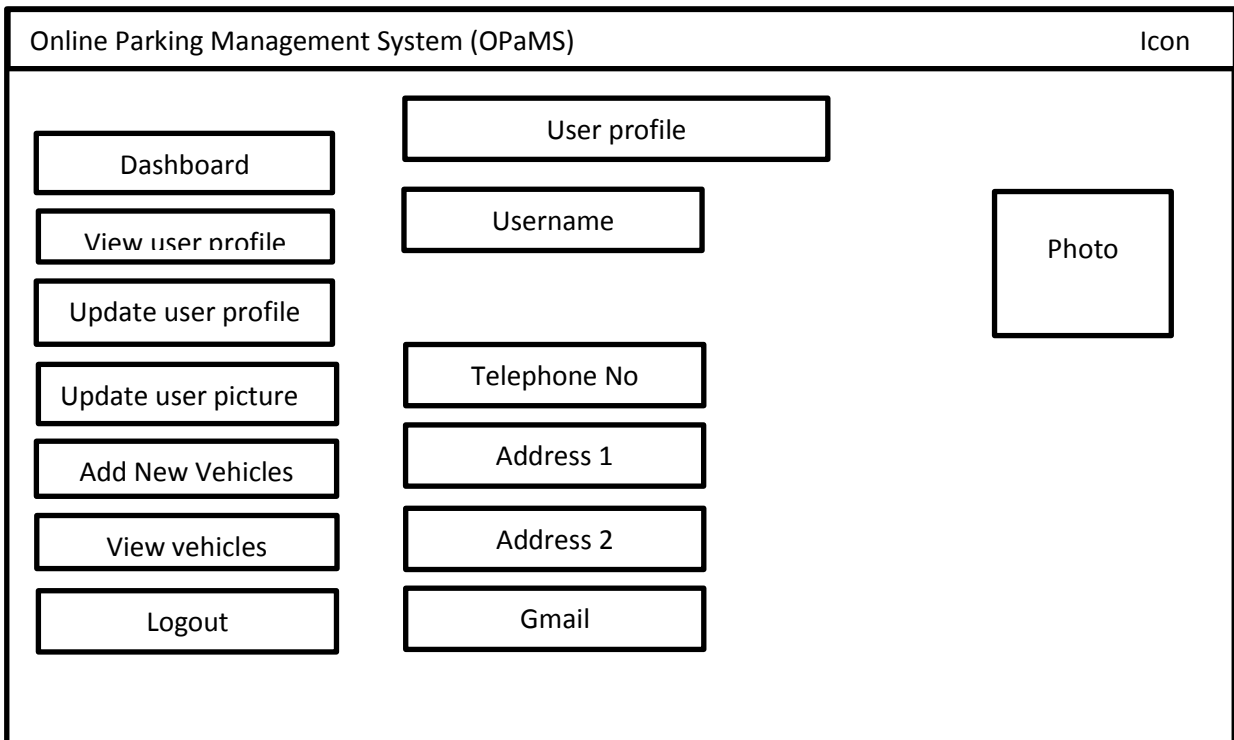 Online Parking Management System (OPaMS)
Icon
Dashboard
View user profile
Update user profile
Update user picture
Add New Vehicles
View vehicles
Logout
User profile
Username
Telephone No
Address 1
Address 2
Gmail
Photo